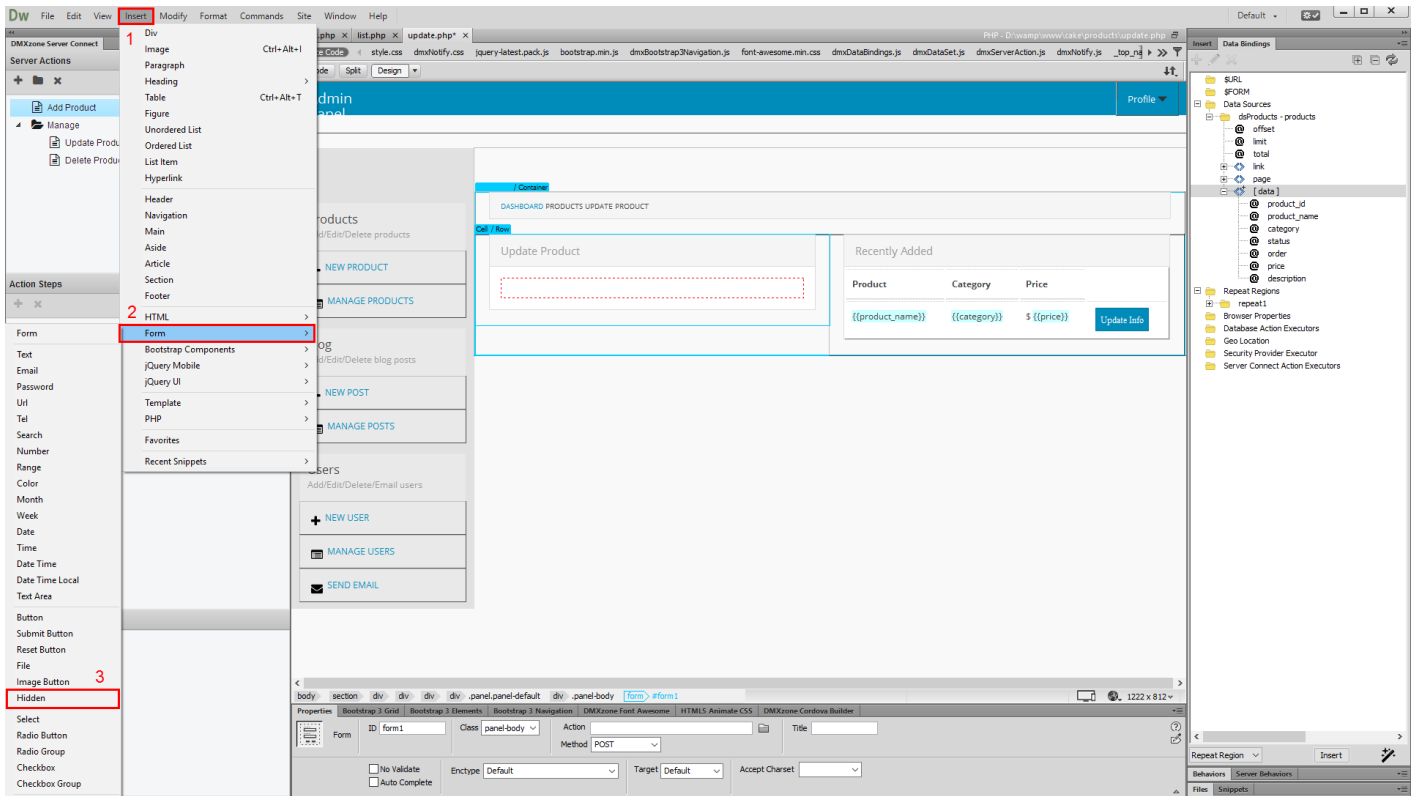 Dw File Edit View Insert Modify Format Commands Site Window Help
Default
DMXzone Server Connect
Server Actions
Add Product
Manage
Update Produ
Delete Produ
Action Steps
1
Div
Image Ctrl+Alt+I
Paragraph
Heading
Table Ctrl+Alt+T
Figure
Unordered List
Ordered List
List Item
Hyperlink
Header
Navigation
Main
Aside
Article
Section
Footer
2
HTML
Form
Bootstrap Components
jQuery Mobile
jQuery UI
Template
PHP
Favorites
Recent Snippets
Form
Text
Email
Password
Url
Tel
Search
Number
Range
Color
Month
Week
Date
Time
Date Time
Date Time Local
Text Area
Button
Submit Button
Reset Button
File
Image Button
3
Hidden
Select
Radio Button
Radio Group
Checkbox
Checkbox Group
.php × list.php × update.php* ×
PHP - D:\wamp\www\cake\products\update.php
ce Code style.css dmxNotify.css jquery-latest.pack.js bootstrap.min.js dmxBootstrap3Navigation.js font-awesome.min.css dmxDataBindings.js dmxDataSet.js dmxServerAction.js dmxNotify.js _top_na
de Split Design
dmin
anel
Profile
roducts
d/Edit/Delete products
NEW PRODUCT
MANAGE PRODUCTS
og
d/Edit/Delete blog posts
NEW POST
MANAGE POSTS
sers
Add/Edit/Delete/Email users
NEW USER
MANAGE USERS
SEND EMAIL
/ Container
DASHBOARD PRODUCTS UPDATE PRODUCT
Cell / Row
Update Product
Recently Added
Product Category Price
{{product_name}} {{category}} $ {{price}} Update Info
body section div div div div .panel.panel-default div .panel-body form #form1
1222 x 812
Properties Bootstrap 3 Grid Bootstrap 3 Elements Bootstrap 3 Navigation DMXzone Font Awesome HTML5 Animate CSS DMXzone Cordova Builder
Form ID form1 Class panel-body Action Title
Method POST
No Validate Enctype Default Target Default Accept Charset
Auto Complete
Insert Data Bindings
$URL
$FORM
Data Sources
dsProducts - products
offset
limit
total
link
page
[ data ]
product_id
product_name
category
status
order
price
description
Repeat Regions
repeat1
Browser Properties
Database Action Executors
Geo Location
Security Provider Executor
Server Connect Action Executors
Repeat Region Insert
Behaviors Server Behaviors
Files Snippets